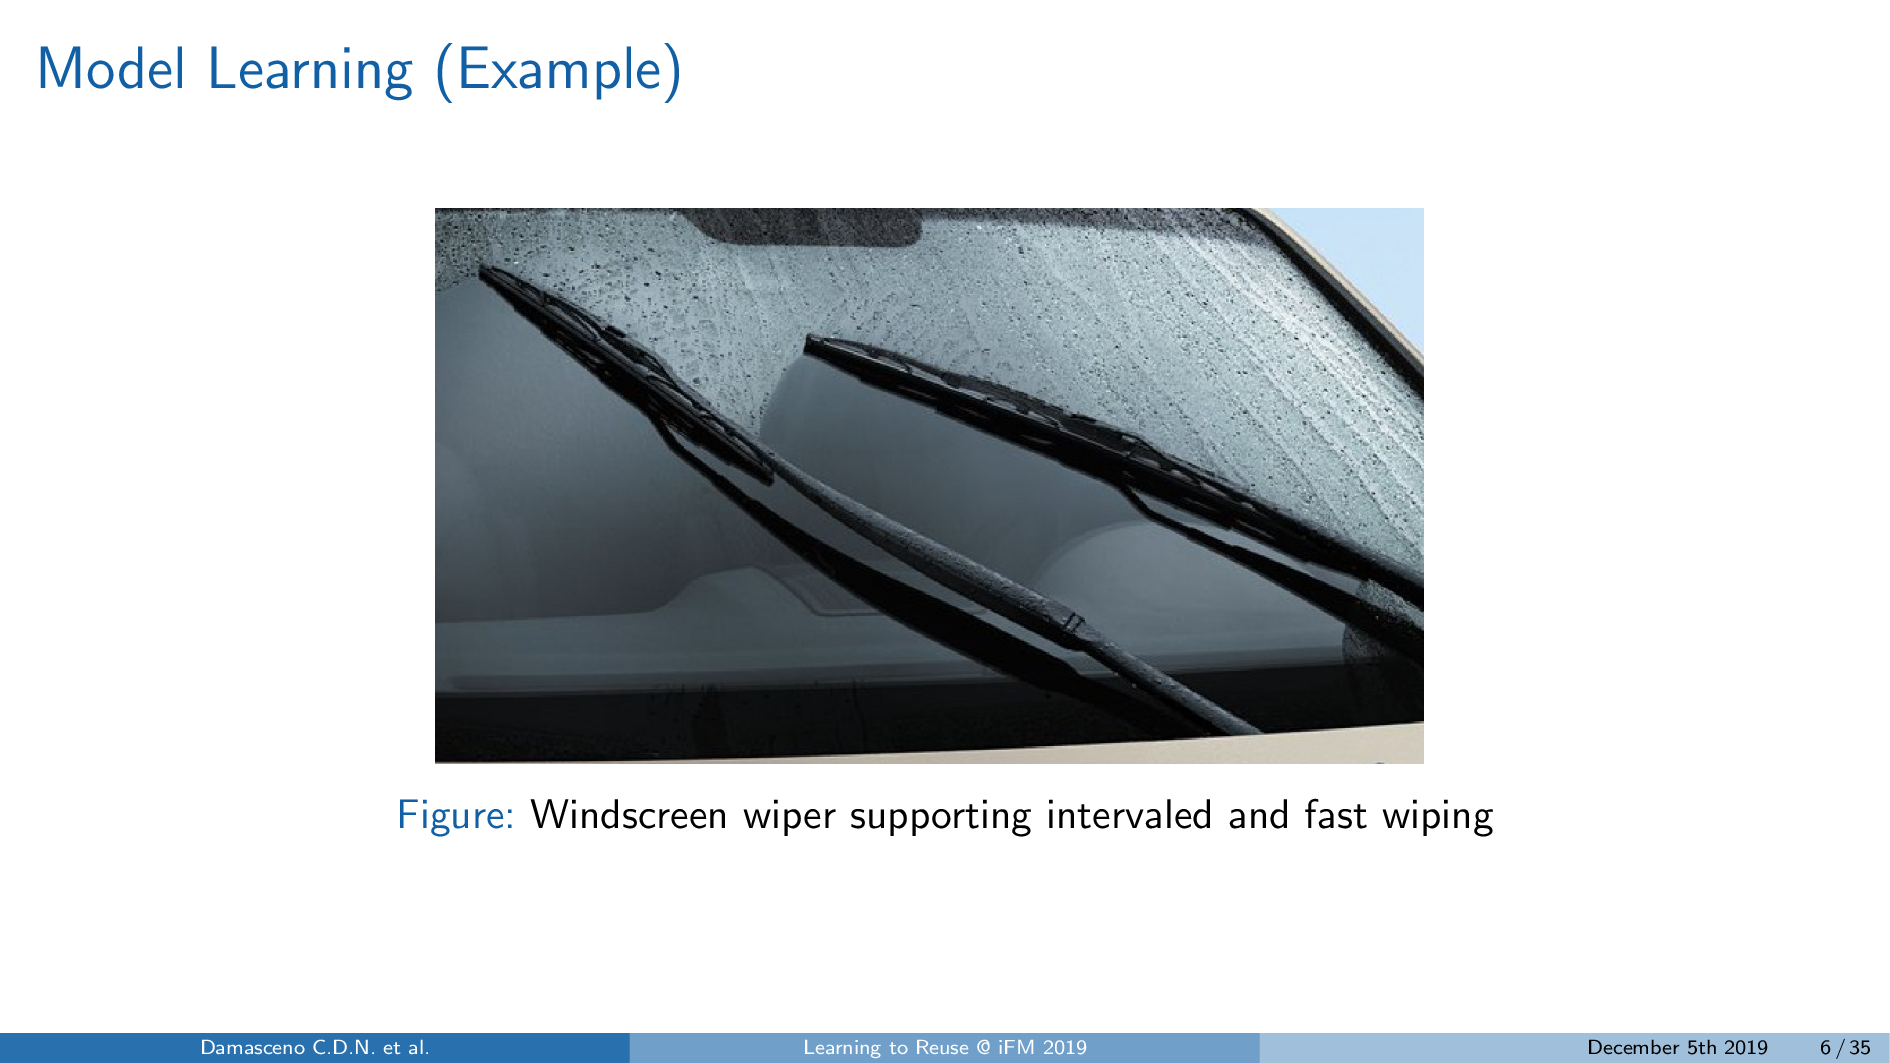 Model Learning (Example)
Figure: Windscreen wiper supporting intervaled and fast wiping
Damasceno C.D.N. et al.
Learning to Reuse @ iFM 2019
December 5th 2019
6 / 35